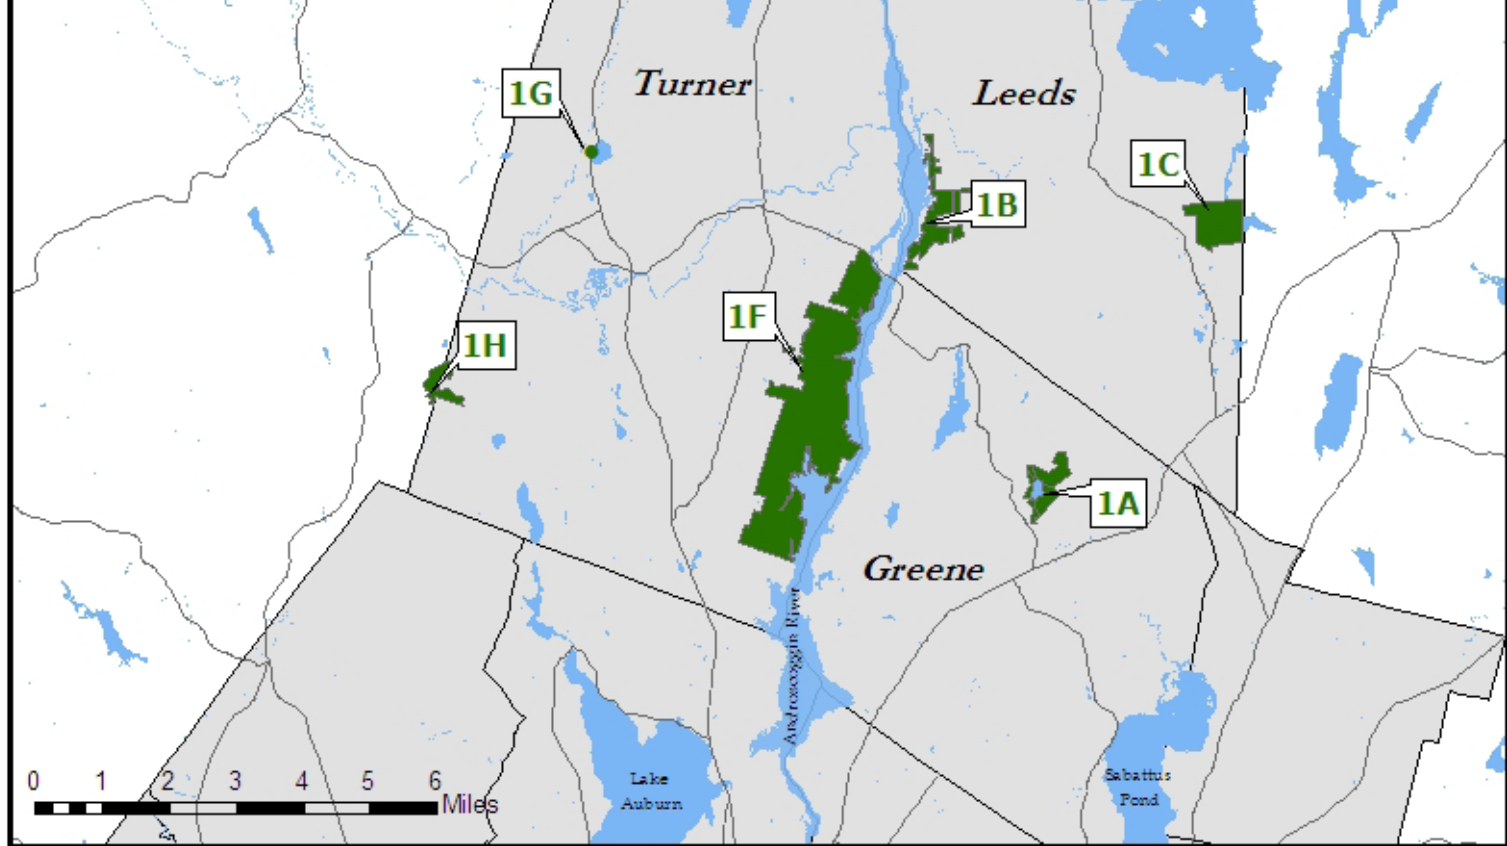 Turner
Leeds
1G
1C
1B
1F
1H
1A
Greene
Androscoggin River
Lake
Auburn
Sabattus
Pond
0 1 2 3 4 5 6
Miles